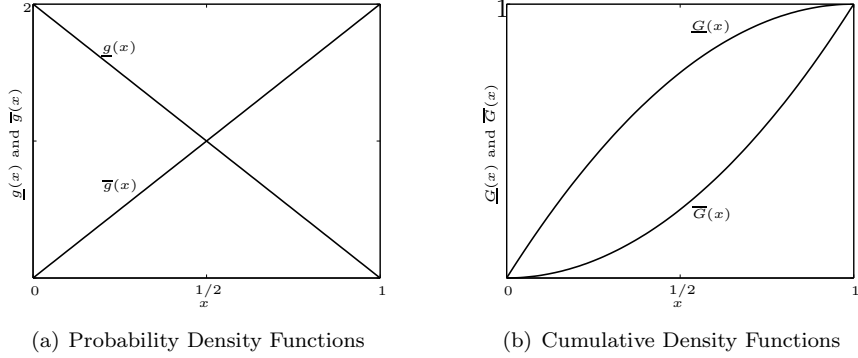 2
g(x)
g̅(x)
g(x) and g̅(x)
0
1/2
1
x
(a) Probability Density Functions
1
G(x)
G̅(x)
G(x) and G̅(x)
0
1/2
1
x
(b) Cumulative Density Functions